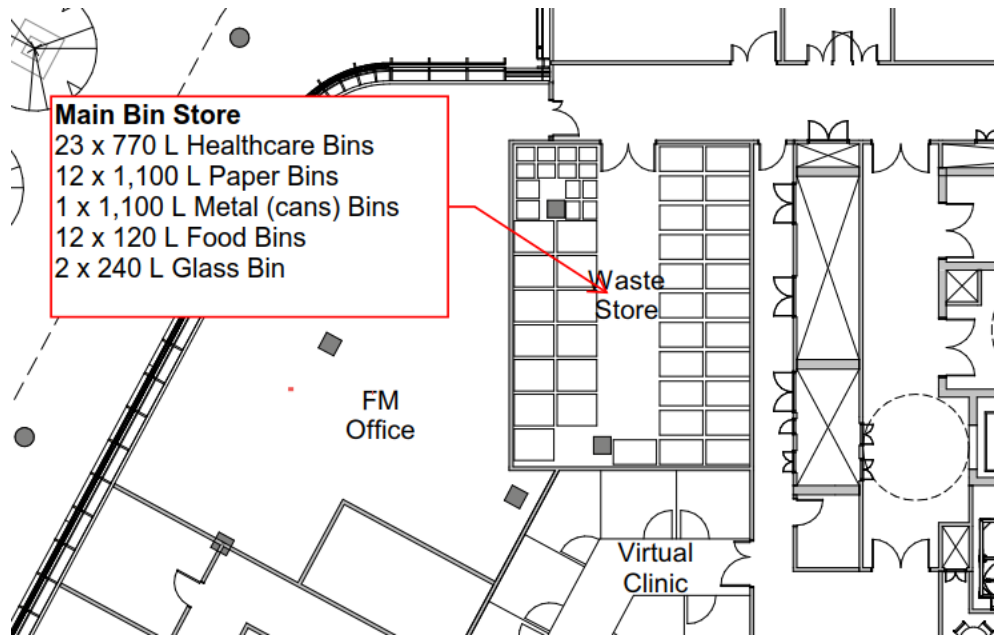 Main Bin Store
23 x 770 L Healthcare Bins
12 x 1,100 L Paper Bins
1 x 1,100 L Metal (cans) Bins
12 x 120 L Food Bins
2 x 240 L Glass Bin
Waste
Store
FM
Office
Virtual
Clinic